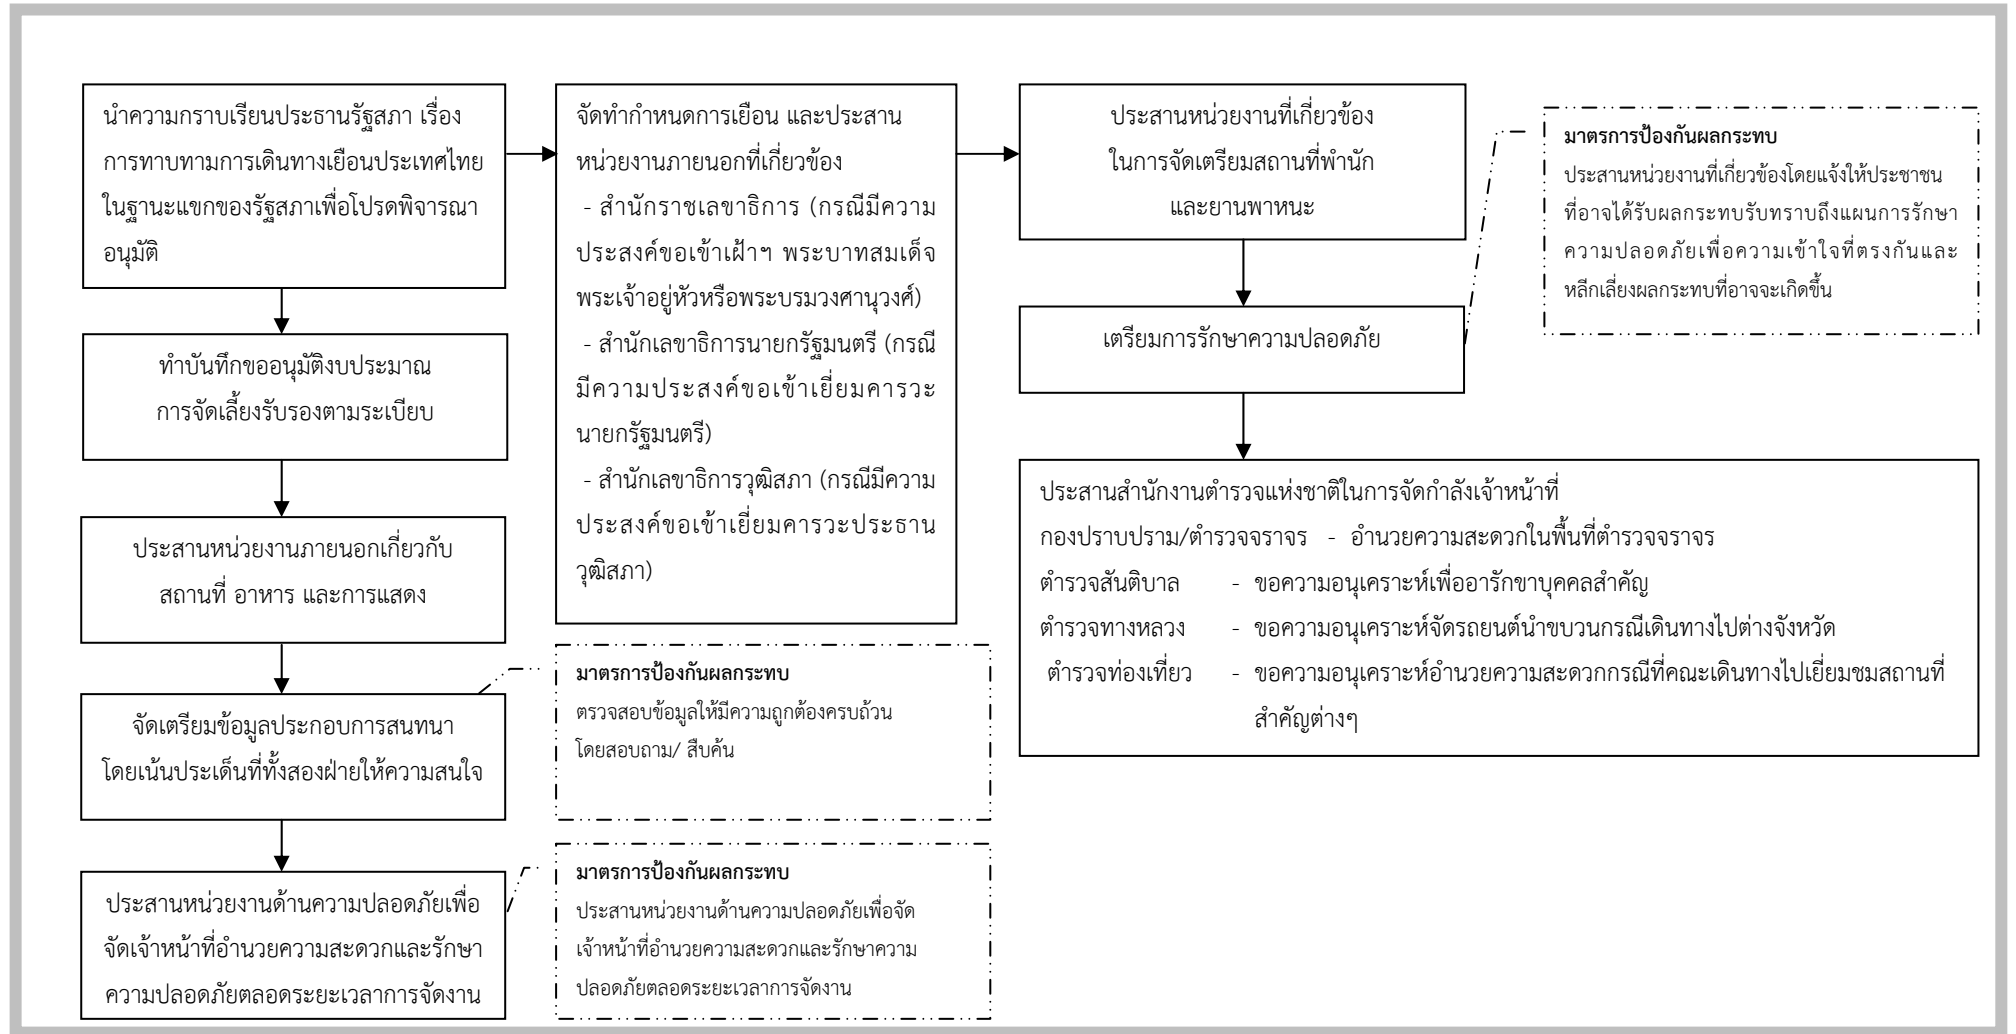 นำความกราบเรียนประธานรัฐสภา เรื่อง
การทาบทามการเดินทางเยือนประเทศไทย
ในฐานะแขกของรัฐสภาเพื่อโปรดพิจารณา
อนุมัติ
ทำบันทึกขออนุมัติงบประมาณ
การจัดเลี้ยงรับรองตามระเบียบ
ประสานหน่วยงานภายนอกเกี่ยวกับ
สถานที่ อาหาร และการแสดง
จัดเตรียมข้อมูลประกอบการสนทนา
โดยเน้นประเด็นที่ทั้งสองฝ่ายให้ความสนใจ
ประสานหน่วยงานด้านความปลอดภัยเพื่อ
จัดเจ้าหน้าที่อำนวยความสะดวกและรักษา
ความปลอดภัยตลอดระยะเวลาการจัดงาน
จัดทำกำหนดการเยือน และประสาน
หน่วยงานภายนอกที่เกี่ยวข้อง
- สำนักราชเลขาธิการ (กรณีมีความ
ประสงค์ขอเข้าเฝ้าฯ พระบาทสมเด็จ
พระเจ้าอยู่หัวหรือพระบรมวงศานุวงศ์)
- สำนักเลขาธิการนายกรัฐมนตรี (กรณี
มีความประสงค์ขอเข้าเยี่ยมคารวะ
นายกรัฐมนตรี)
- สำนักเลขาธิการวุฒิสภา (กรณีมีความ
ประสงค์ขอเข้าเยี่ยมคารวะประธาน
วุฒิสภา)
มาตรการป้องกันผลกระทบ
ตรวจสอบข้อมูลให้มีความถูกต้องครบถ้วน
โดยสอบถาม/ สืบค้น
มาตรการป้องกันผลกระทบ
ประสานหน่วยงานด้านความปลอดภัยเพื่อจัด
เจ้าหน้าที่อำนวยความสะดวกและรักษาความ
ปลอดภัยตลอดระยะเวลาการจัดงาน
ประสานหน่วยงานที่เกี่ยวข้อง
ในการจัดเตรียมสถานที่พำนัก
และยานพาหนะ
เตรียมการรักษาความปลอดภัย
มาตรการป้องกันผลกระทบ
ประสานหน่วยงานที่เกี่ยวข้องโดยแจ้งให้ประชาชน
ที่อาจได้รับผลกระทบรับทราบถึงแผนการรักษา
ความปลอดภัยเพื่อความเข้าใจที่ตรงกันและ
หลีกเลี่ยงผลกระทบที่อาจจะเกิดขึ้น
ประสานสำนักงานตำรวจแห่งชาติในการจัดกำลังเจ้าหน้าที่
กองปราบปราม/ตำรวจจราจร - อำนวยความสะดวกในพื้นที่ตำรวจจราจร
ตำรวจสันติบาล - ขอความอนุเคราะห์เพื่ออารักขาบุคคลสำคัญ
ตำรวจทางหลวง - ขอความอนุเคราะห์จัดรถยนต์นำขบวนกรณีเดินทางไปต่างจังหวัด
ตำรวจท่องเที่ยว - ขอความอนุเคราะห์อำนวยความสะดวกกรณีที่คณะเดินทางไปเยี่ยมชมสถานที่
สำคัญต่างๆ